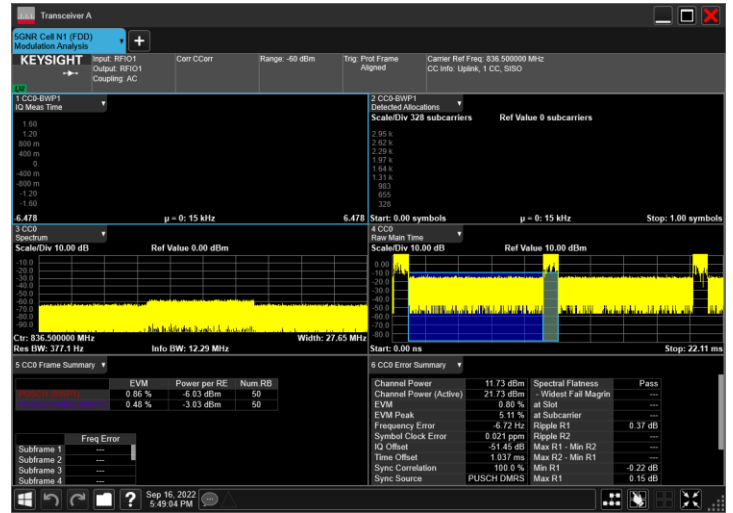 Transceiver A
5GNR Cell N1 (FDD)
Modulation Analysis
KEYSIGHT
Input: RFIO1
Output: RFIO1
Coupling: AC
Corr CCorr
Range: -60 dBm
Trig: Prot Frame
Aligned
Carrier Ref Freq: 836.500000 MHz
CC Info: Uplink, 1 CC, SISO
1 CC0-BWP1
IQ Meas Time
1.60
1.20
800 m
400 m
0
-400 m
-800 m
-1.20
-1.60
-6.478
µ = 0: 15 kHz
6.478
2 CC0-BWP1
Detected Allocations
Scale/Div 328 subcarriers
Ref Value 0 subcarriers
2.95 k
2.62 k
2.29 k
1.97 k
1.64 k
1.31 k
983
655
328
Start: 0.00 symbols
µ = 0: 15 kHz
Stop: 1.00 symbols
3 CC0
Spectrum
Scale/Div 10.00 dB
Ref Value 0.00 dBm
-10.0
-20.0
-30.0
-40.0
-50.0
-60.0
-70.0
-80.0
-90.0
Ctr: 836.500000 MHz
Width: 27.65 MHz
Res BW: 377.1 Hz
Info BW: 12.29 MHz
4 CC0
Raw Main Time
Scale/Div 10.00 dB
Ref Value 10.00 dBm
0.00
-10.0
-20.0
-30.0
-40.0
-50.0
-60.0
-70.0
-80.0
Start: 0.00 ns
Stop: 22.11 ms
5 CC0 Frame Summary
EVM Power per RE Num.RB
0.86 % -6.03 dBm 50
0.48 % -3.03 dBm 50
Freq Error
Subframe 1 ---
Subframe 2 ---
Subframe 3 ---
Subframe 4 ---
6 CC0 Error Summary
Channel Power 11.73 dBm Spectral Flatness Pass
Channel Power (Active) 21.73 dBm - Widest Fail Magrin ---
EVM 0.80 % at Slot ---
EVM Peak 5.11 % at Subcarrier ---
Frequency Error -6.72 Hz Ripple R1 0.37 dB
Symbol Clock Error 0.021 ppm Ripple R2 ---
IQ Offset -51.45 dB Max R1 - Min R2 ---
Time Offset 1.037 ms Max R2 - Min R1 ---
Sync Correlation 100.0 % Min R1 -0.22 dB
Sync Source PUSCH DMRS Max R1 0.15 dB
Sep 16, 2022
5:49:04 PM